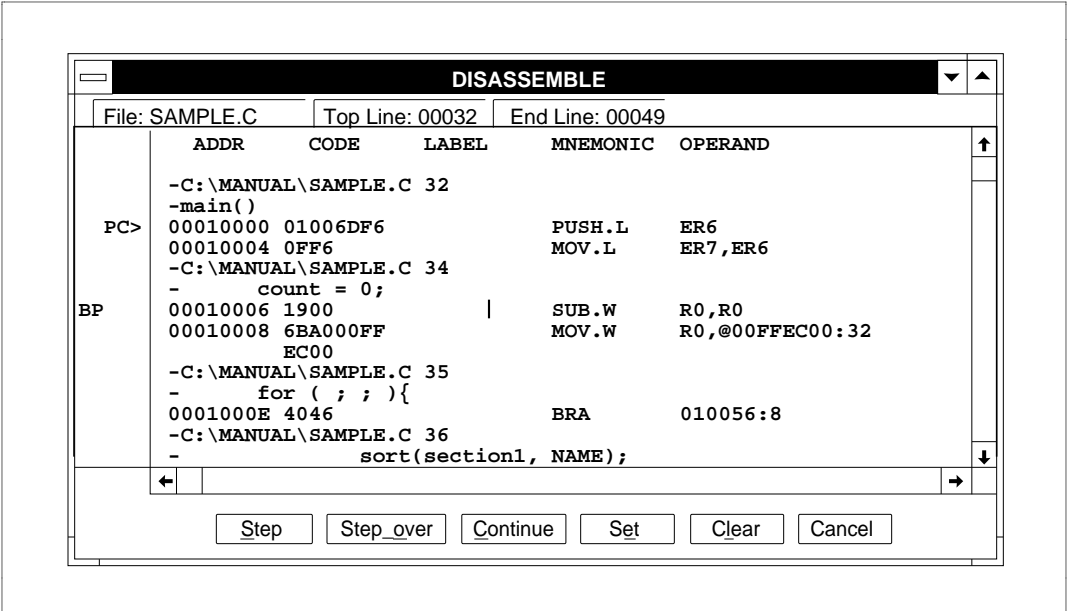 DISASSEMBLE
File: SAMPLE.C Top Line: 00032 End Line: 00049
ADDR CODE LABEL MNEMONIC OPERAND
-C:\MANUAL\SAMPLE.C 32
-main()
PC> 00010000 01006DF6 PUSH.L ER6
00010004 0FF6 MOV.L ER7,ER6
-C:\MANUAL\SAMPLE.C 34
- count = 0;
BP 00010006 1900 SUB.W R0,R0
00010008 6BA000FF MOV.W R0,@00FFEC00:32
EC00
-C:\MANUAL\SAMPLE.C 35
- for ( ; ; ){
0001000E 4046 BRA 010056:8
-C:\MANUAL\SAMPLE.C 36
- sort(section1, NAME);
Step Step_over Continue Set Clear Cancel